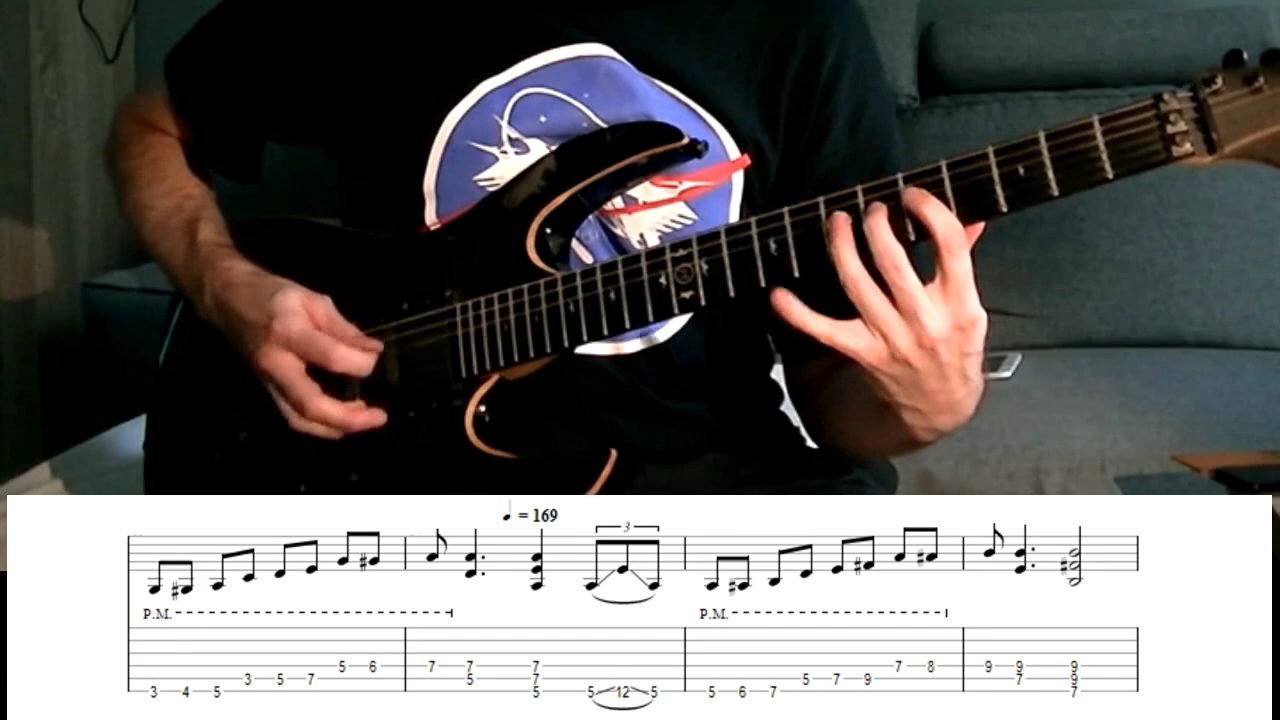 ♩ = 169
3
P.M. P.M.
5 6 7 7 7 7 8 9 9 9
3 5 7 5 7 5 7 9 7 9
3 4 5 5 5 12 5 5 6 7 7